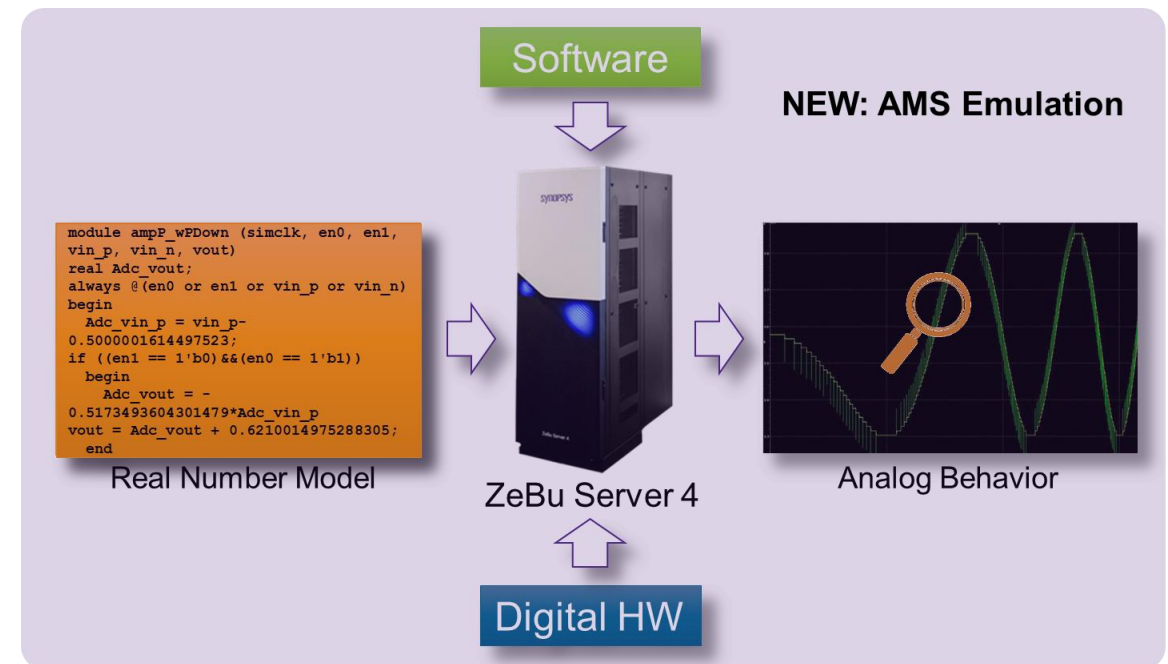 Software
NEW: AMS Emulation
SYNOPSYS
module ampP_wPDown (simclk, en0, en1,
vin_p, vin_n, vout)
real Adc_vout;
always @(en0 or en1 or vin_p or vin_n)
begin
Adc_vin_p = vin_p-
0.5000001614497523;
if ((en1 == 1'b0)&&(en0 == 1'b1))
begin
Adc_vout = -
0.5173493604301479*Adc_vin_p
vout = Adc_vout + 0.6210014975288305;
end
Real Number Model
ZeBu Server 4
ZeBu Server 4
Analog Behavior
Digital HW